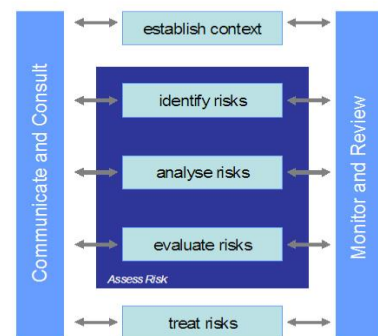 establish context
Communicate and Consult
identify risks
analyse risks
evaluate risks
Assess Risk
treat risks
Monitor and Review